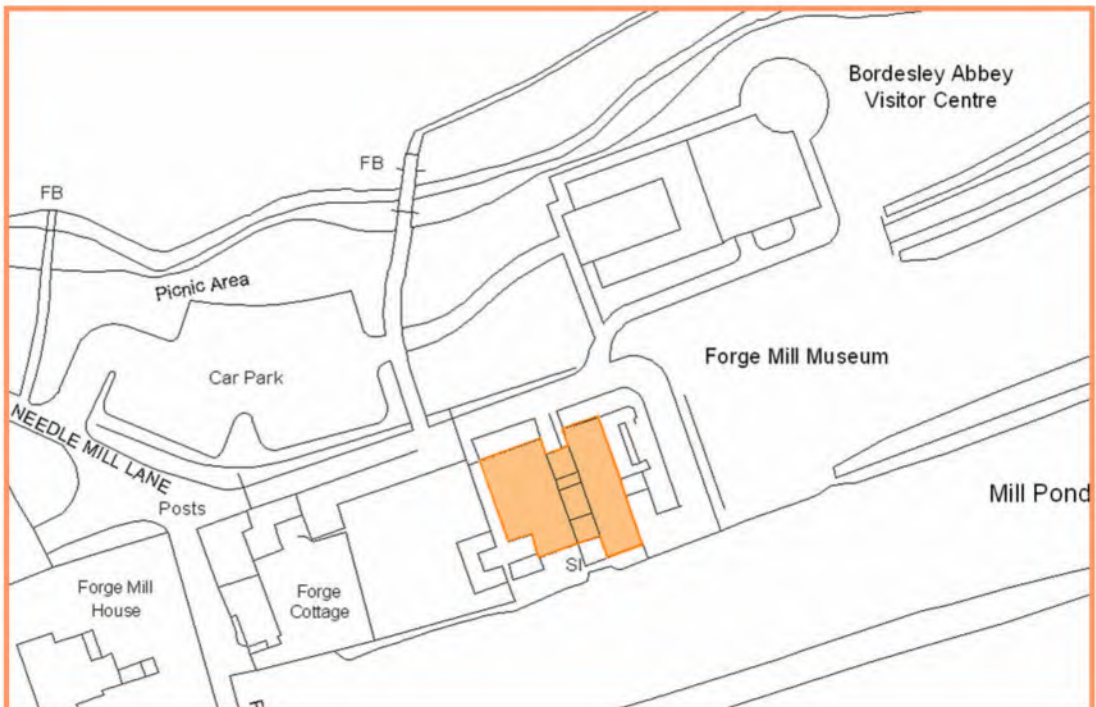 Bordesley Abbey
Visitor Centre
FB
FB
Picnic Area
Forge Mill Museum
Car Park
NEEDLE MILL LANE
Mill Pond
Posts
Sl
Forge Mill
House
Forge
Cottage